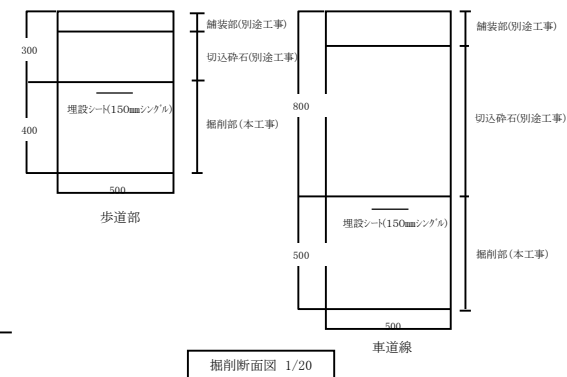 舗装部(別途工事)
300
切込砕石(別途工事)
埋設シート(150㎜シングル)
400
掘削部(本工事)
500
歩道部
舗装部(別途工事)
800
切込砕石(別途工事)
埋設シート(150㎜シングル)
500
掘削部(本工事)
500
車道線
掘削断面図 1/20